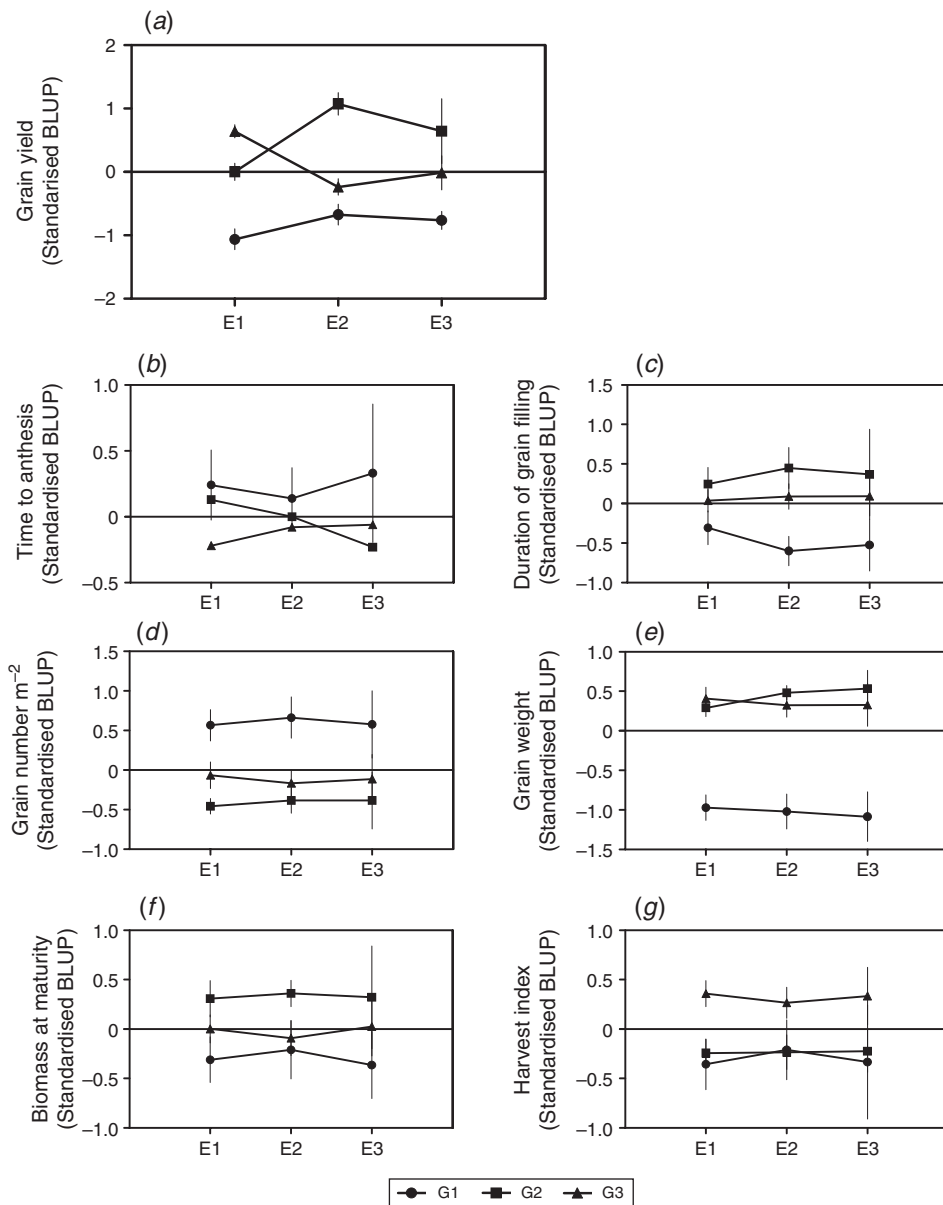 (a)
Grain yield
(Standarised BLUP)
2
1
0
–1
–2
E1 E2 E3
(b)
Time to anthesis
(Standardised BLUP)
1.0
0.5
0
–0.5
E1 E2 E3
(c)
Duration of grain filling
(Standardised BLUP)
1.5
1.0
0.5
0
–0.5
–1.0
E1 E2 E3
(d)
Grain number m–2
(Standardised BLUP)
1.5
1.0
0.5
0
–0.5
–1.0
E1 E2 E3
(e)
Grain weight
(Standardised BLUP)
1.0
0.5
0
–0.5
–1.0
–1.5
E1 E2 E3
(f)
Biomass at maturity
(Standardised BLUP)
1.0
0.5
0
–0.5
–1.0
E1 E2 E3
(g)
Harvest index
(Standardised BLUP)
1.0
0.5
0
–0.5
–1.0
E1 E2 E3
G1 G2 G3